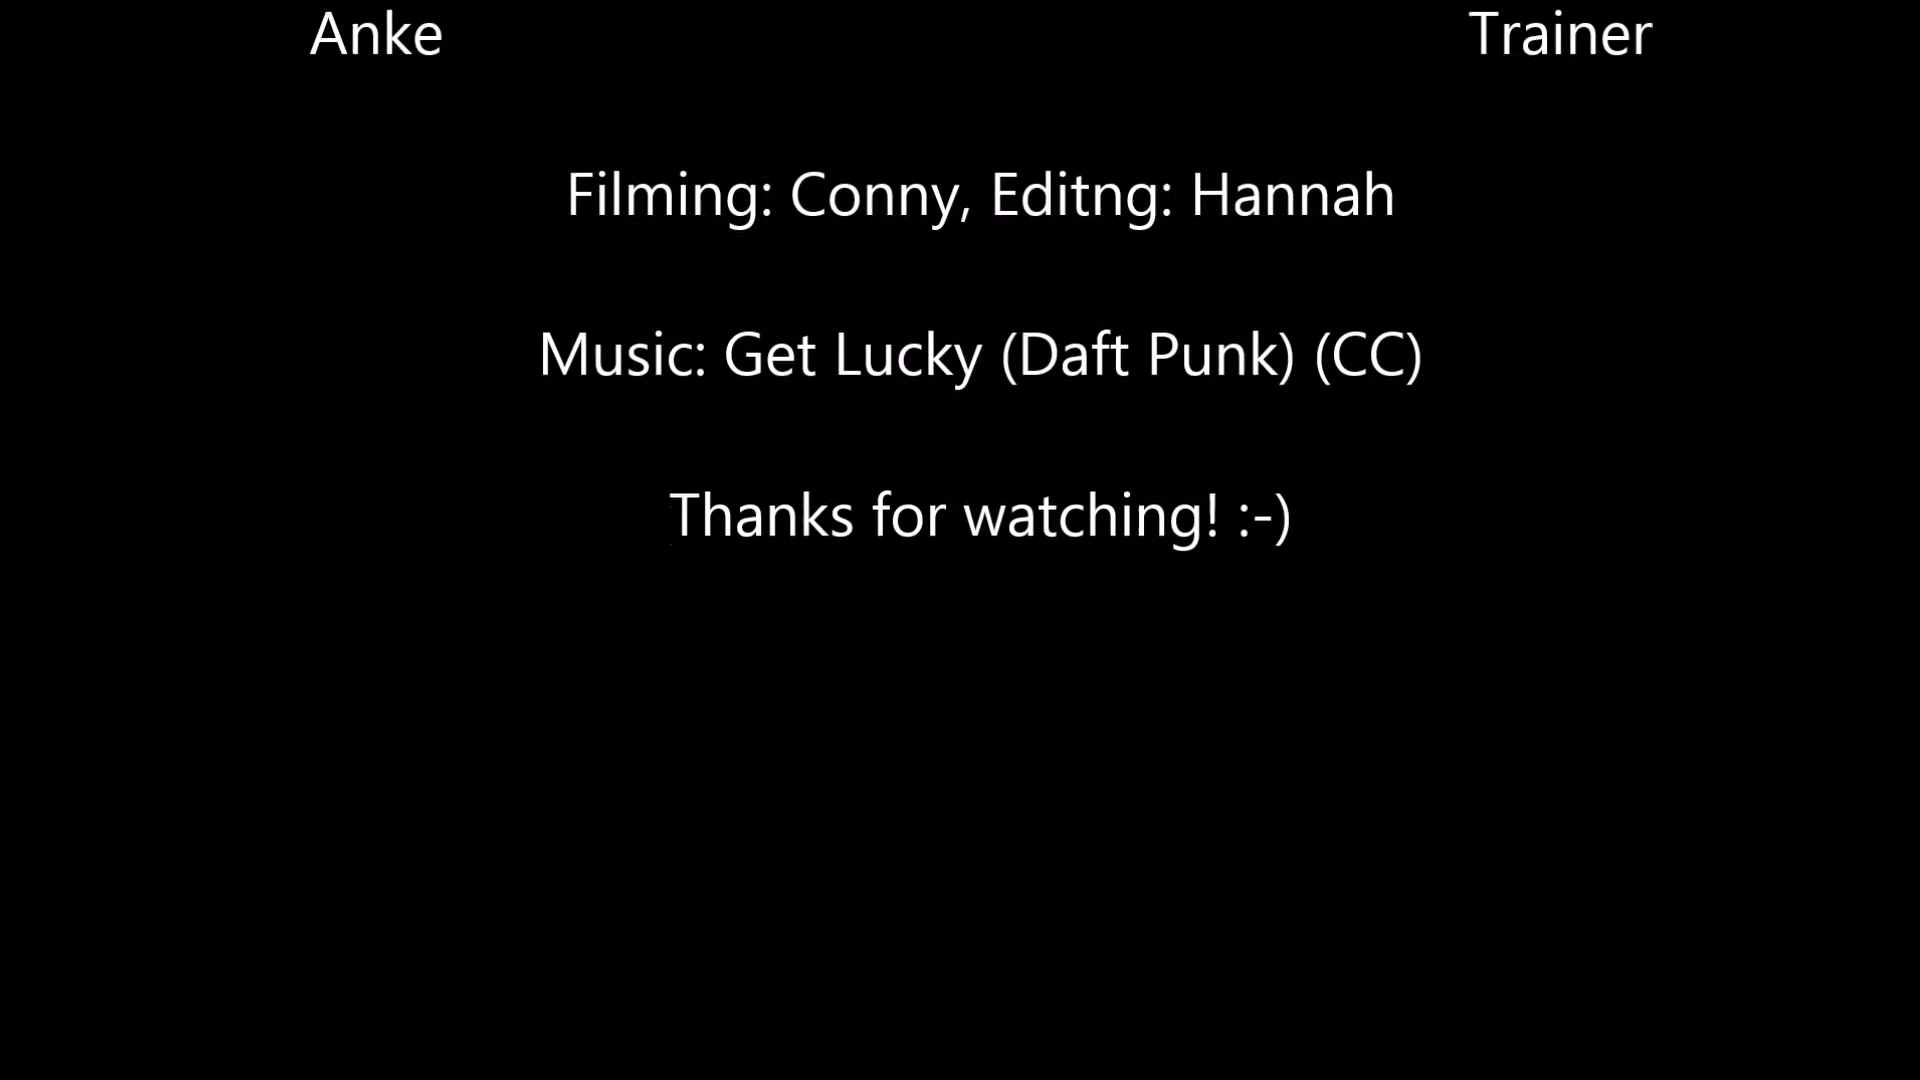 Anke Trainer
Filming: Conny, Editng: Hannah
Music: Get Lucky (Daft Punk) (CC)
Thanks for watching! :-)